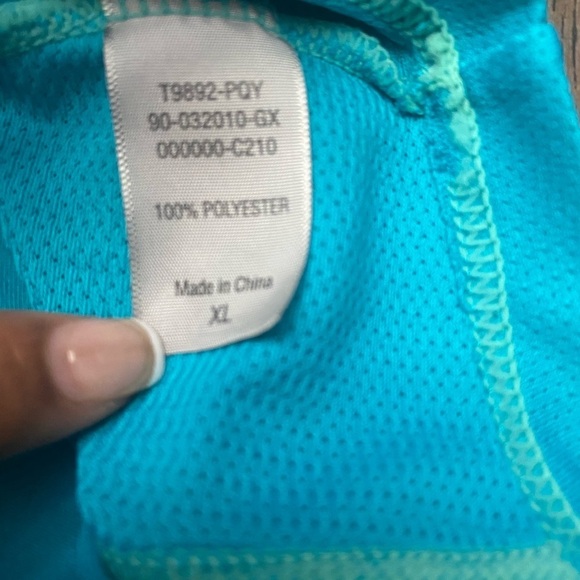 T9892-PQY
90-032010-GX
000000-C210
100% POLYESTER
Made in China
XL